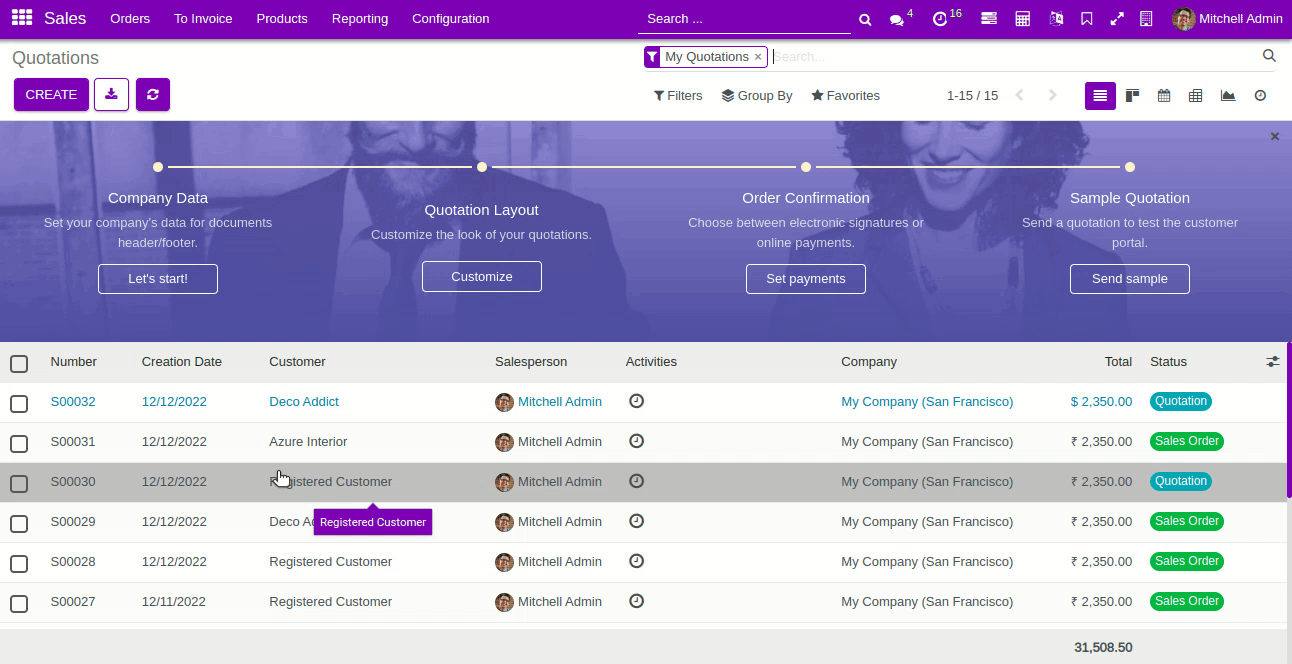 Sales Orders To Invoice Products Reporting Configuration Search ... 4 16 Mitchell Admin
Quotations
My Quotations × Search...
CREATE
Filters Group By Favorites 1-15 / 15
Company Data
Set your company's data for documents
header/footer.
Let's start!
Quotation Layout
Customize the look of your quotations.
Customize
Order Confirmation
Choose between electronic signatures or
online payments.
Set payments
Sample Quotation
Send a quotation to test the customer
portal.
Send sample
Number Creation Date Customer Salesperson Activities Company Total Status
S00032 12/12/2022 Deco Addict Mitchell Admin My Company (San Francisco) $ 2,350.00 Quotation
S00031 12/12/2022 Azure Interior Mitchell Admin My Company (San Francisco) ₹ 2,350.00 Sales Order
S00030 12/12/2022 Registered Customer Mitchell Admin My Company (San Francisco) ₹ 2,350.00 Quotation
Registered Customer
S00029 12/12/2022 Deco Ad Mitchell Admin My Company (San Francisco) ₹ 2,350.00 Sales Order
S00028 12/12/2022 Registered Customer Mitchell Admin My Company (San Francisco) ₹ 2,350.00 Sales Order
S00027 12/11/2022 Registered Customer Mitchell Admin My Company (San Francisco) ₹ 2,350.00 Sales Order
31,508.50